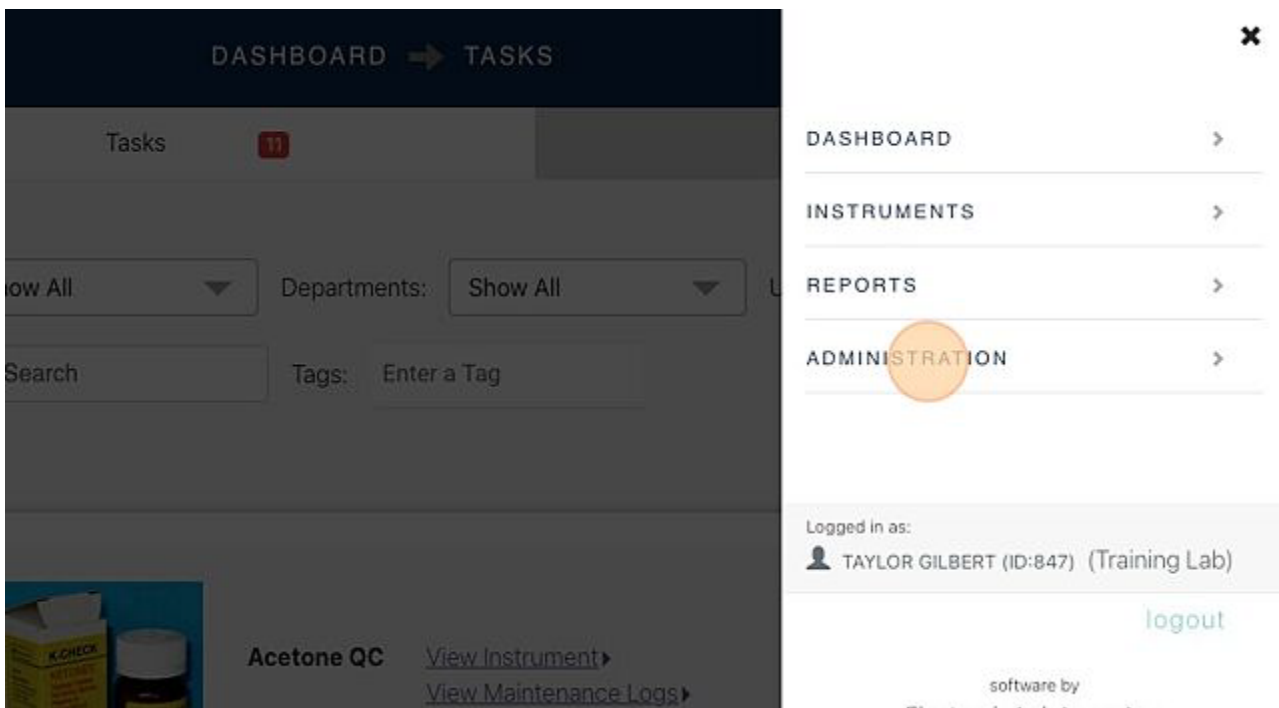 DASHBOARD TASKS
Tasks 11
ow All Departments: Show All
Search Tags: Enter a Tag
K-CHECK
Acetone QC View Instrument
View Maintenance Logs
DASHBOARD
INSTRUMENTS
REPORTS
ADMINISTRATION
Logged in as:
TAYLOR GILBERT (ID:847) (Training Lab)
logout
software by